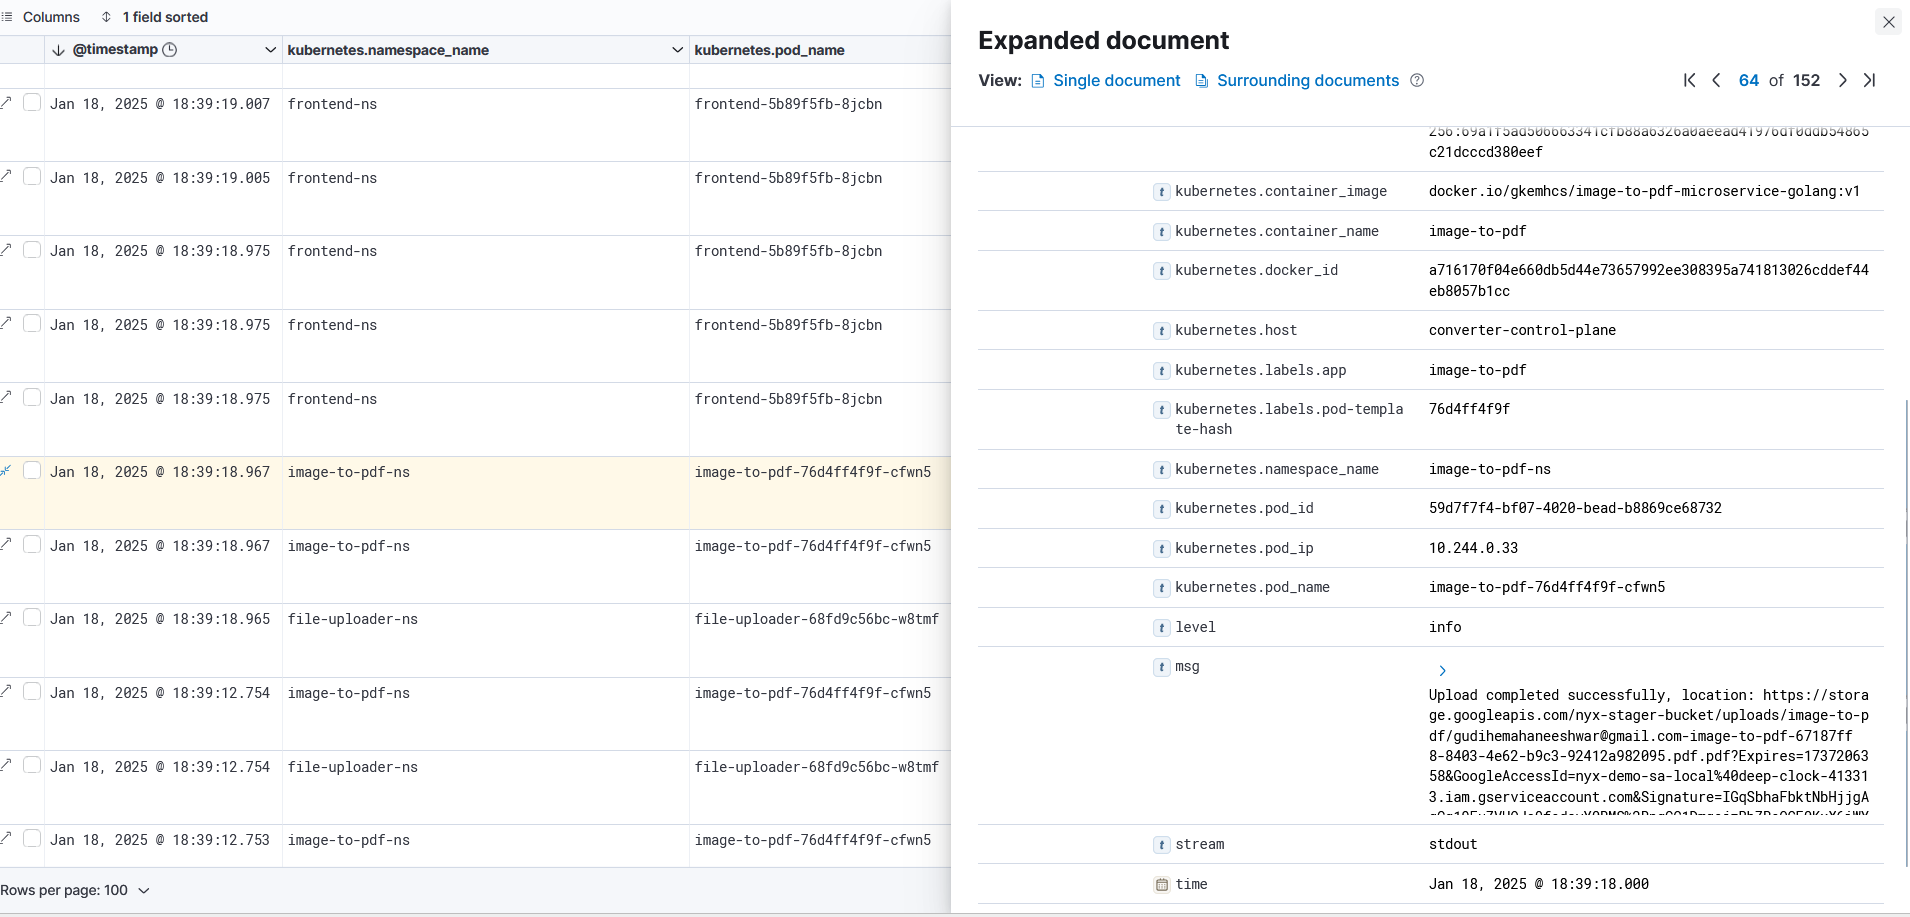 Columns 1 field sorted
@timestamp kubernetes.namespace_name kubernetes.pod_name
Jan 18, 2025 @ 18:39:19.007 frontend-ns frontend-5b89f5fb-8jcbn
Jan 18, 2025 @ 18:39:19.005 frontend-ns frontend-5b89f5fb-8jcbn
Jan 18, 2025 @ 18:39:18.975 frontend-ns frontend-5b89f5fb-8jcbn
Jan 18, 2025 @ 18:39:18.975 frontend-ns frontend-5b89f5fb-8jcbn
Jan 18, 2025 @ 18:39:18.975 frontend-ns frontend-5b89f5fb-8jcbn
Jan 18, 2025 @ 18:39:18.967 image-to-pdf-ns image-to-pdf-76d4ff4f9f-cfwn5
Jan 18, 2025 @ 18:39:18.967 image-to-pdf-ns image-to-pdf-76d4ff4f9f-cfwn5
Jan 18, 2025 @ 18:39:18.965 file-uploader-ns file-uploader-68fd9c56bc-w8tmf
Jan 18, 2025 @ 18:39:12.754 image-to-pdf-ns image-to-pdf-76d4ff4f9f-cfwn5
Jan 18, 2025 @ 18:39:12.754 file-uploader-ns file-uploader-68fd9c56bc-w8tmf
Jan 18, 2025 @ 18:39:12.753 image-to-pdf-ns image-to-pdf-76d4ff4f9f-cfwn5
Rows per page: 100
Expanded document
View: Single document Surrounding documents 64 of 152
c21dcccd380eef
t kubernetes.container_image docker.io/gkemhcs/image-to-pdf-microservice-golang:v1
t kubernetes.container_name image-to-pdf
t kubernetes.docker_id a716170f04e660db5d44e73657992ee308395a741813026cddef44
eb8057b1cc
t kubernetes.host converter-control-plane
t kubernetes.labels.app image-to-pdf
t kubernetes.labels.pod-templa 76d4ff4f9f
te-hash
t kubernetes.namespace_name image-to-pdf-ns
t kubernetes.pod_id 59d7f7f4-bf07-4020-bead-b8869ce68732
t kubernetes.pod_ip 10.244.0.33
t kubernetes.pod_name image-to-pdf-76d4ff4f9f-cfwn5
t level info
t msg
Upload completed successfully, location: https://stora
ge.googleapis.com/nyx-stager-bucket/uploads/image-to-p
df/gudihemahaneeshwar@gmail.com-image-to-pdf-67187ff
8-8403-4e62-b9c3-92412a982095.pdf.pdf?Expires=17372063
58&GoogleAccessId=nyx-demo-sa-local%40deep-clock-41331
3.iam.gserviceaccount.com&Signature=IGqSbhaFbktNbHjjgA
t stream stdout
time Jan 18, 2025 @ 18:39:18.000